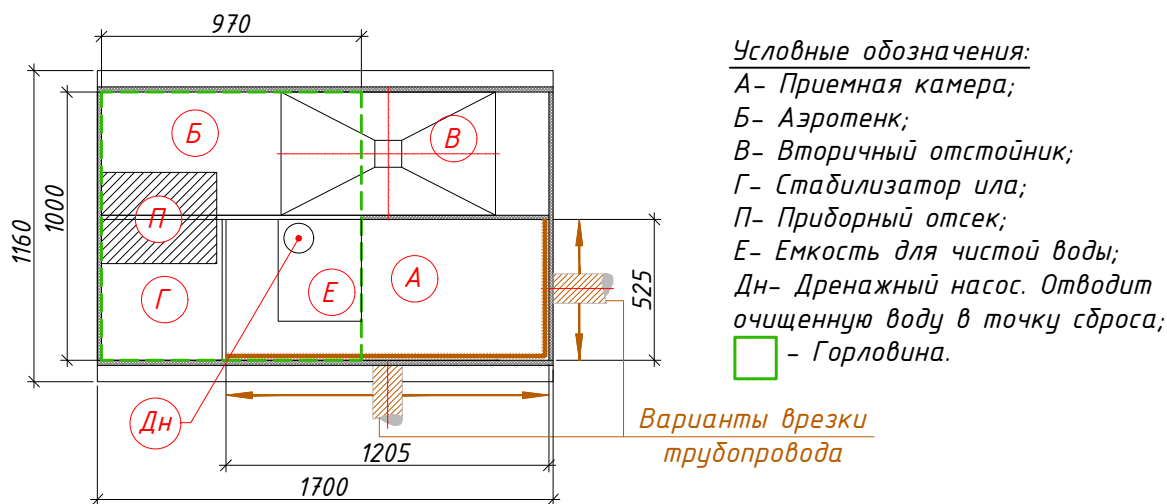 970
Условные обозначения:
А- Приемная камера;
Б- Аэротенк;
В- Вторичный отстойник;
Г- Стабилизатор ила;
П- Приборный отсек;
Е- Емкость для чистой воды;
Дн- Дренажный насос. Отводит
очищенную воду в точку сброса;
- Горловина.
Б
В
П
1000
1160
Г
Е
А
525
Дн
Варианты врезки
трубопровода
1205
1700